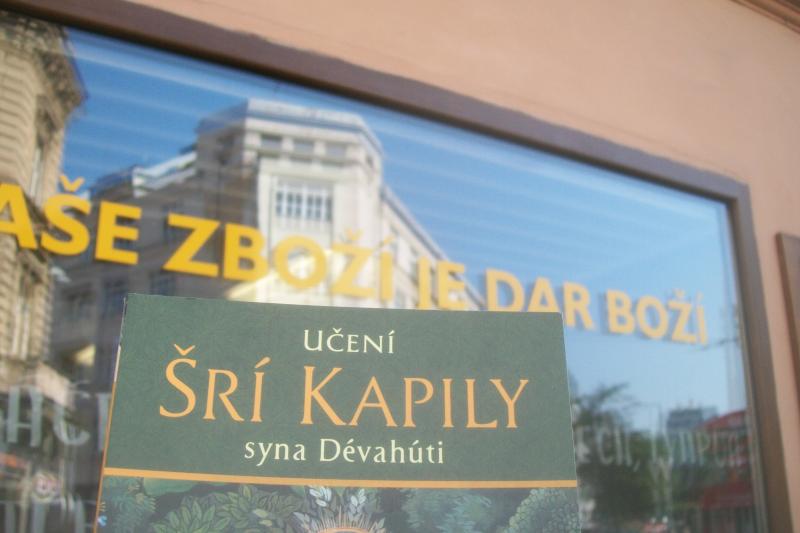 AŠE ZBOŽÍ JE DAR BOŽÍ
UČENÍ
ŠRÍ KAPILY
syna Dévahúti